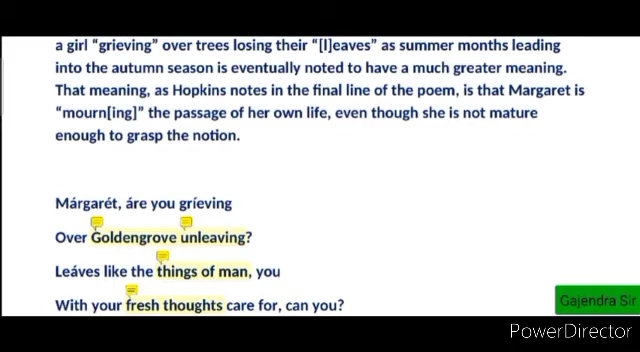 a girl “grieving” over trees losing their “[l]eaves” as summer months leading
into the autumn season is eventually noted to have a much greater meaning.
That meaning, as Hopkins notes in the final line of the poem, is that Margaret is
“mourn[ing]” the passage of her own life, even though she is not mature
enough to grasp the notion.
Márgarét, áre you gríeving
Over Goldengrove unleaving?
Leáves like the things of man, you
With your fresh thoughts care for, can you?
Gajendra Sir
PowerDirector